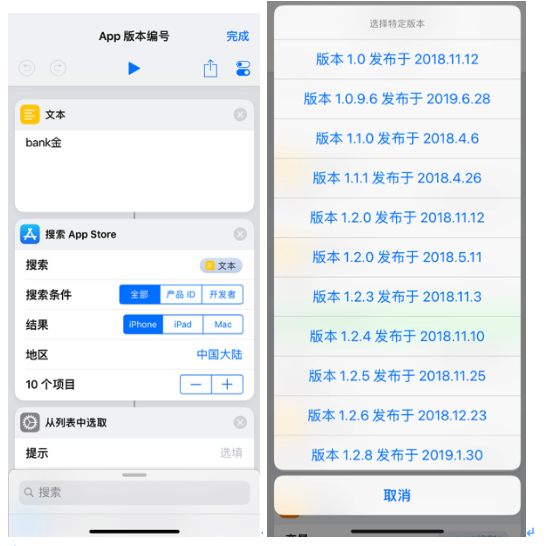 App 版本编号
完成
文本
bank金
搜索 App Store
搜索
文本
搜索条件
全部
产品 ID
开发者
结果
iPhone
iPad
Mac
地区
中国大陆
10 个项目
从列表中选取
提示
选填
搜索
选择特定版本
版本 1.0 发布于 2018.11.12
版本 1.0.9.6 发布于 2019.6.28
版本 1.1.0 发布于 2018.4.6
版本 1.1.1 发布于 2018.4.26
版本 1.2.0 发布于 2018.11.12
版本 1.2.0 发布于 2018.5.11
版本 1.2.3 发布于 2018.11.3
版本 1.2.4 发布于 2018.11.10
版本 1.2.5 发布于 2018.11.25
版本 1.2.6 发布于 2018.12.23
版本 1.2.8 发布于 2019.1.30
取消